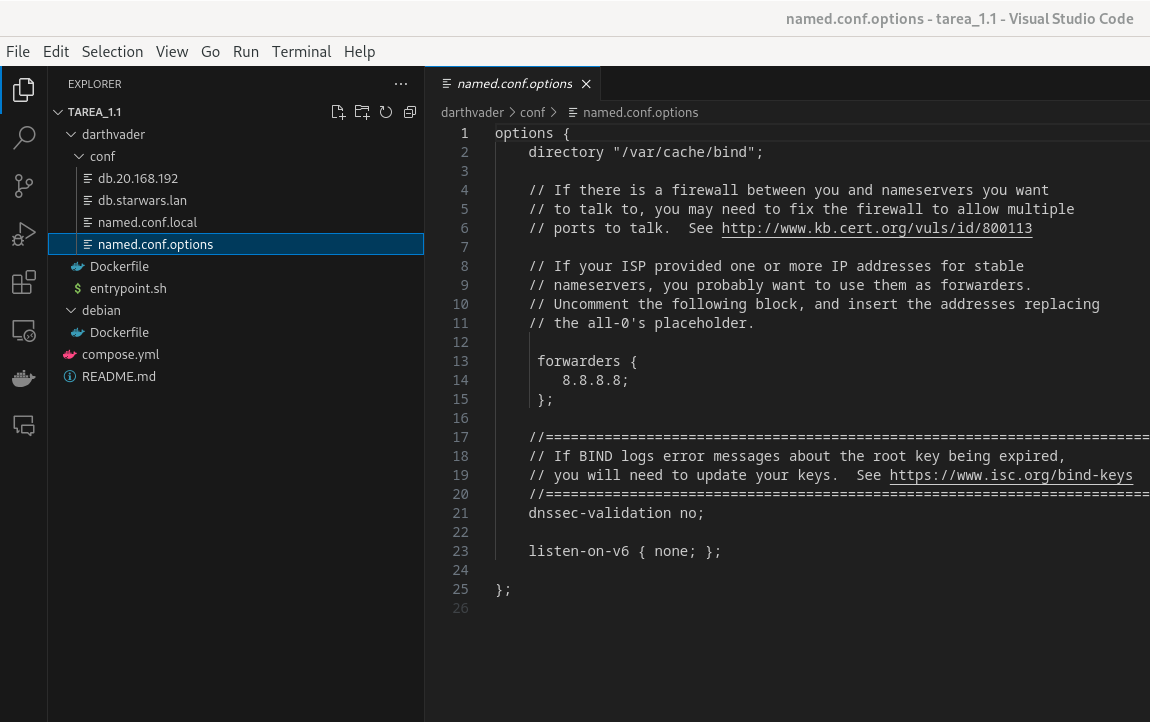 named.conf.options - tarea_1.1 - Visual Studio Code
File Edit Selection View Go Run Terminal Help
EXPLORER
TAREA_1.1
darthvader
conf
db.20.168.192
db.starwars.lan
named.conf.local
named.conf.options
Dockerfile
$ entrypoint.sh
debian
Dockerfile
compose.yml
README.md
named.conf.options
darthvader > conf > named.conf.options
1 options {
2     directory "/var/cache/bind";
3
4     // If there is a firewall between you and nameservers you want
5     // to talk to, you may need to fix the firewall to allow multiple
6     // ports to talk.  See http://www.kb.cert.org/vuls/id/800113
7
8     // If your ISP provided one or more IP addresses for stable
9     // nameservers, you probably want to use them as forwarders.
10     // Uncomment the following block, and insert the addresses replacing
11     // the all-0's placeholder.
12
13      forwarders {
14         8.8.8.8;
15      };
16
17     //========================================================================
18     // If BIND logs error messages about the root key being expired,
19     // you will need to update your keys.  See https://www.isc.org/bind-keys
20     //========================================================================
21     dnssec-validation no;
22
23     listen-on-v6 { none; };
24
25 };
26